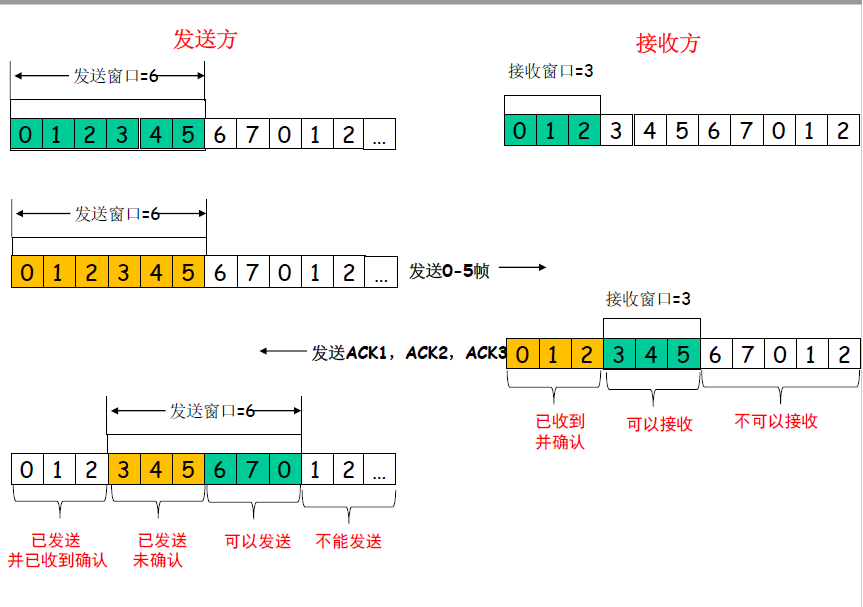 发送方
接收方
发送窗口=6
接收窗口=3
0 1 2 3 4 5 6 7 0 1 2 ...
0 1 2 3 4 5 6 7 0 1 2
发送窗口=6
0 1 2 3 4 5 6 7 0 1 2 ...
发送0-5帧
接收窗口=3
发送ACK1，ACK2，ACK3
0 1 2 3 4 5 6 7 0 1 2
已收到
并确认
可以接收
不可以接收
发送窗口=6
0 1 2 3 4 5 6 7 0 1 2 ...
已发送
并已收到确认
已发送
未确认
可以发送
不能发送